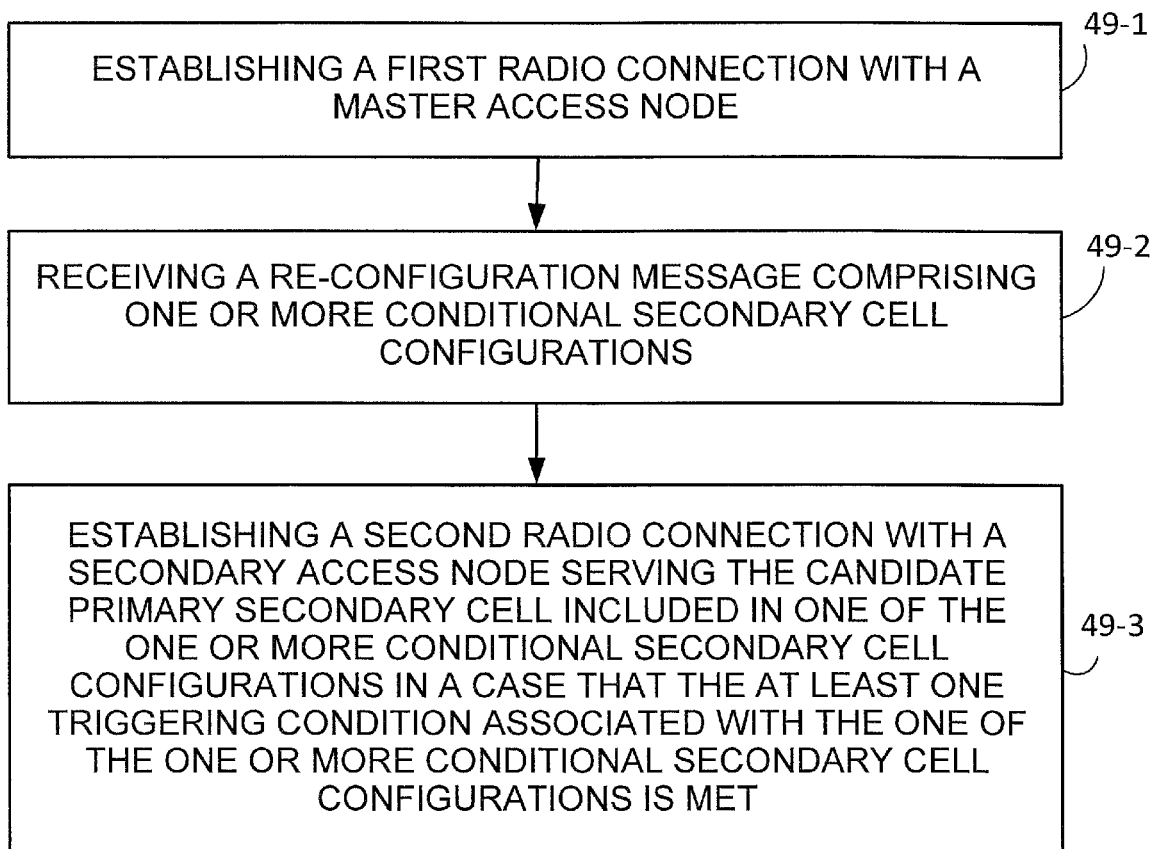 49-1
ESTABLISHING A FIRST RADIO CONNECTION WITH A
MASTER ACCESS NODE
49-2
RECEIVING A RE-CONFIGURATION MESSAGE COMPRISING
ONE OR MORE CONDITIONAL SECONDARY CELL
CONFIGURATIONS
ESTABLISHING A SECOND RADIO CONNECTION WITH A
SECONDARY ACCESS NODE SERVING THE CANDIDATE
PRIMARY SECONDARY CELL INCLUDED IN ONE OF THE
ONE OR MORE CONDITIONAL SECONDARY CELL
CONFIGURATIONS IN A CASE THAT THE AT LEAST ONE
TRIGGERING CONDITION ASSOCIATED WITH THE ONE OF
THE ONE OR MORE CONDITIONAL SECONDARY CELL
CONFIGURATIONS IS MET
49-3